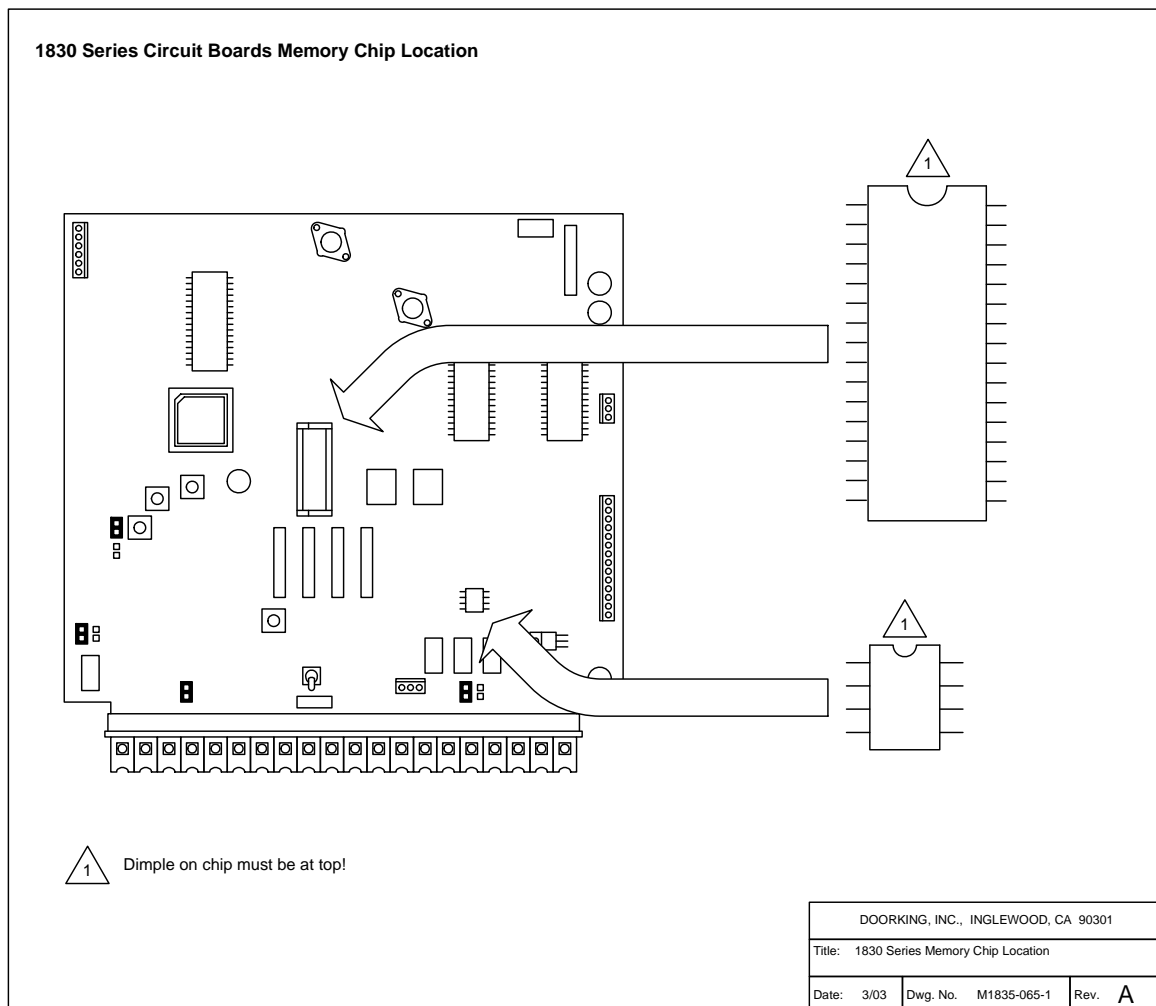 1830 Series Circuit Boards Memory Chip Location
1
1
1 Dimple on chip must be at top!
DOORKING, INC., INGLEWOOD, CA 90301
Title: 1830 Series Memory Chip Location
Date: 3/03 Dwg. No. M1835-065-1 Rev. A